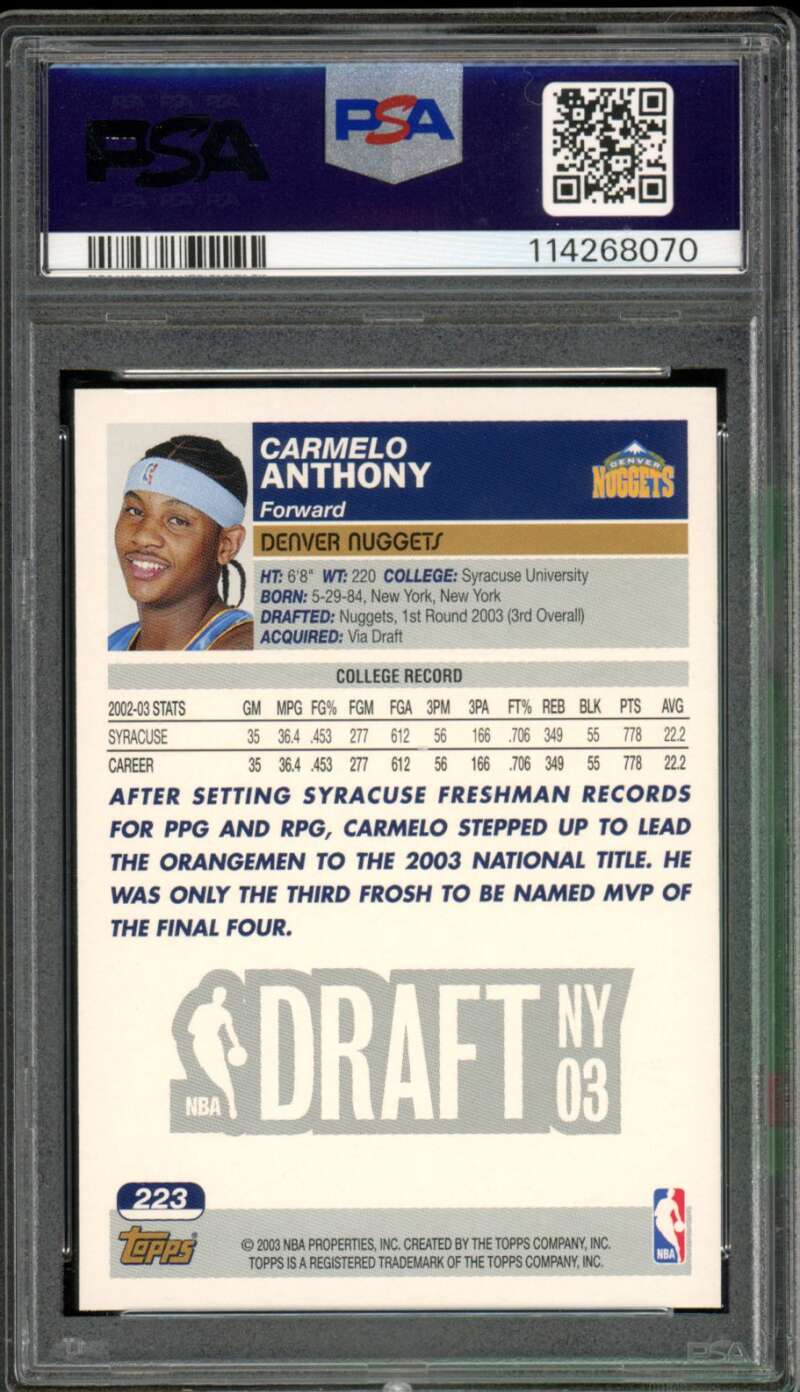 PSA PSA PSA
PSA
PSA PSA PSA
PSA
114268070
CARMELO
ANTHONY
Forward
DENVER NUGGETS
DENVER
NUGGETS
HT: 6'8" WT: 220 COLLEGE: Syracuse University
BORN: 5-29-84, New York, New York
DRAFTED: Nuggets, 1st Round 2003 (3rd Overall)
ACQUIRED: Via Draft
COLLEGE RECORD
2002-03 STATS GM MPG FG% FGM FGA 3PM 3PA FT% REB BLK PTS AVG
SYRACUSE 35 36.4 .453 277 612 56 166 .706 349 55 778 22.2
CAREER 35 36.4 .453 277 612 56 166 .706 349 55 778 22.2
AFTER SETTING SYRACUSE FRESHMAN RECORDS
FOR PPG AND RPG, CARMELO STEPPED UP TO LEAD
THE ORANGEMEN TO THE 2003 NATIONAL TITLE. HE
WAS ONLY THE THIRD FROSH TO BE NAMED MVP OF
THE FINAL FOUR.
NBA DRAFT NY 03
223
Topps®
© 2003 NBA PROPERTIES, INC. CREATED BY THE TOPPS COMPANY, INC.
TOPPS IS A REGISTERED TRADEMARK OF THE TOPPS COMPANY, INC.
NBA
PSA